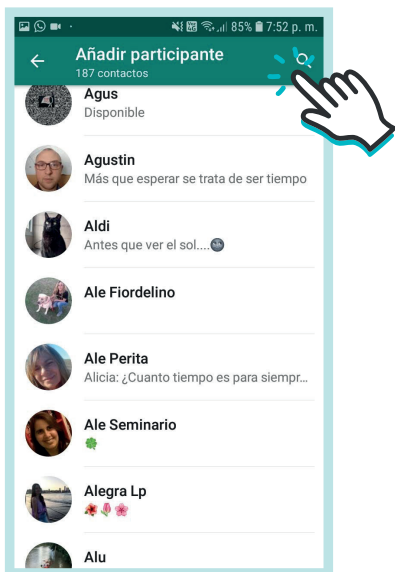 85% 7:52 p. m.
Añadir participante
187 contactos
Agus
Disponible
Agustin
Más que esperar se trata de ser tiempo
Aldi
Antes que ver el sol....🌚
Ale Fiordelino
Ale Perita
Alicia: ¿Cuanto tiempo es para siempr...
Ale Seminario
🍀
Alegra Lp
🌺🌷🌸
Alu